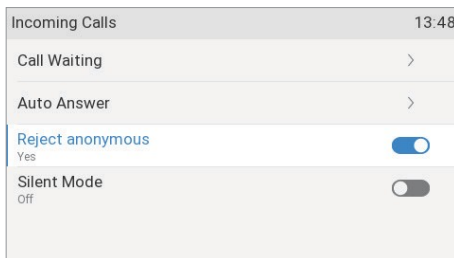 Incoming Calls 13:48
Call Waiting
Auto Answer
Reject anonymous
Yes
Silent Mode
Off